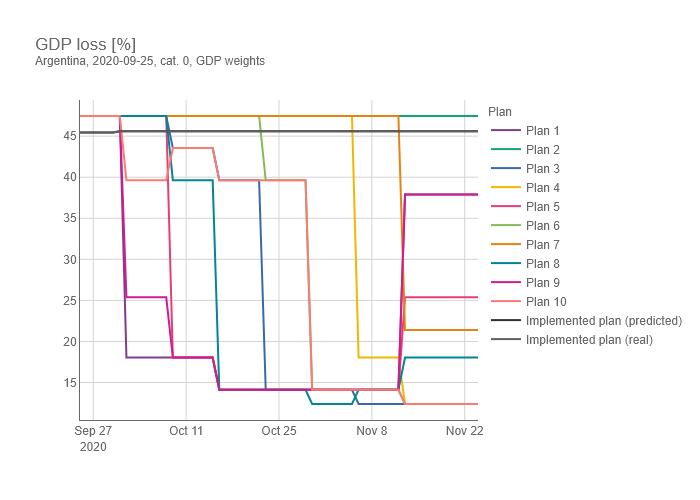 GDP loss [%]
Argentina, 2020-09-25, cat. 0, GDP weights
Plan
Plan 1
Plan 2
Plan 3
Plan 4
Plan 5
Plan 6
Plan 7
Plan 8
Plan 9
Plan 10
Implemented plan (predicted)
Implemented plan (real)
45
40
35
30
25
20
15
Sep 27 Oct 11 Oct 25 Nov 8 Nov 22
2020